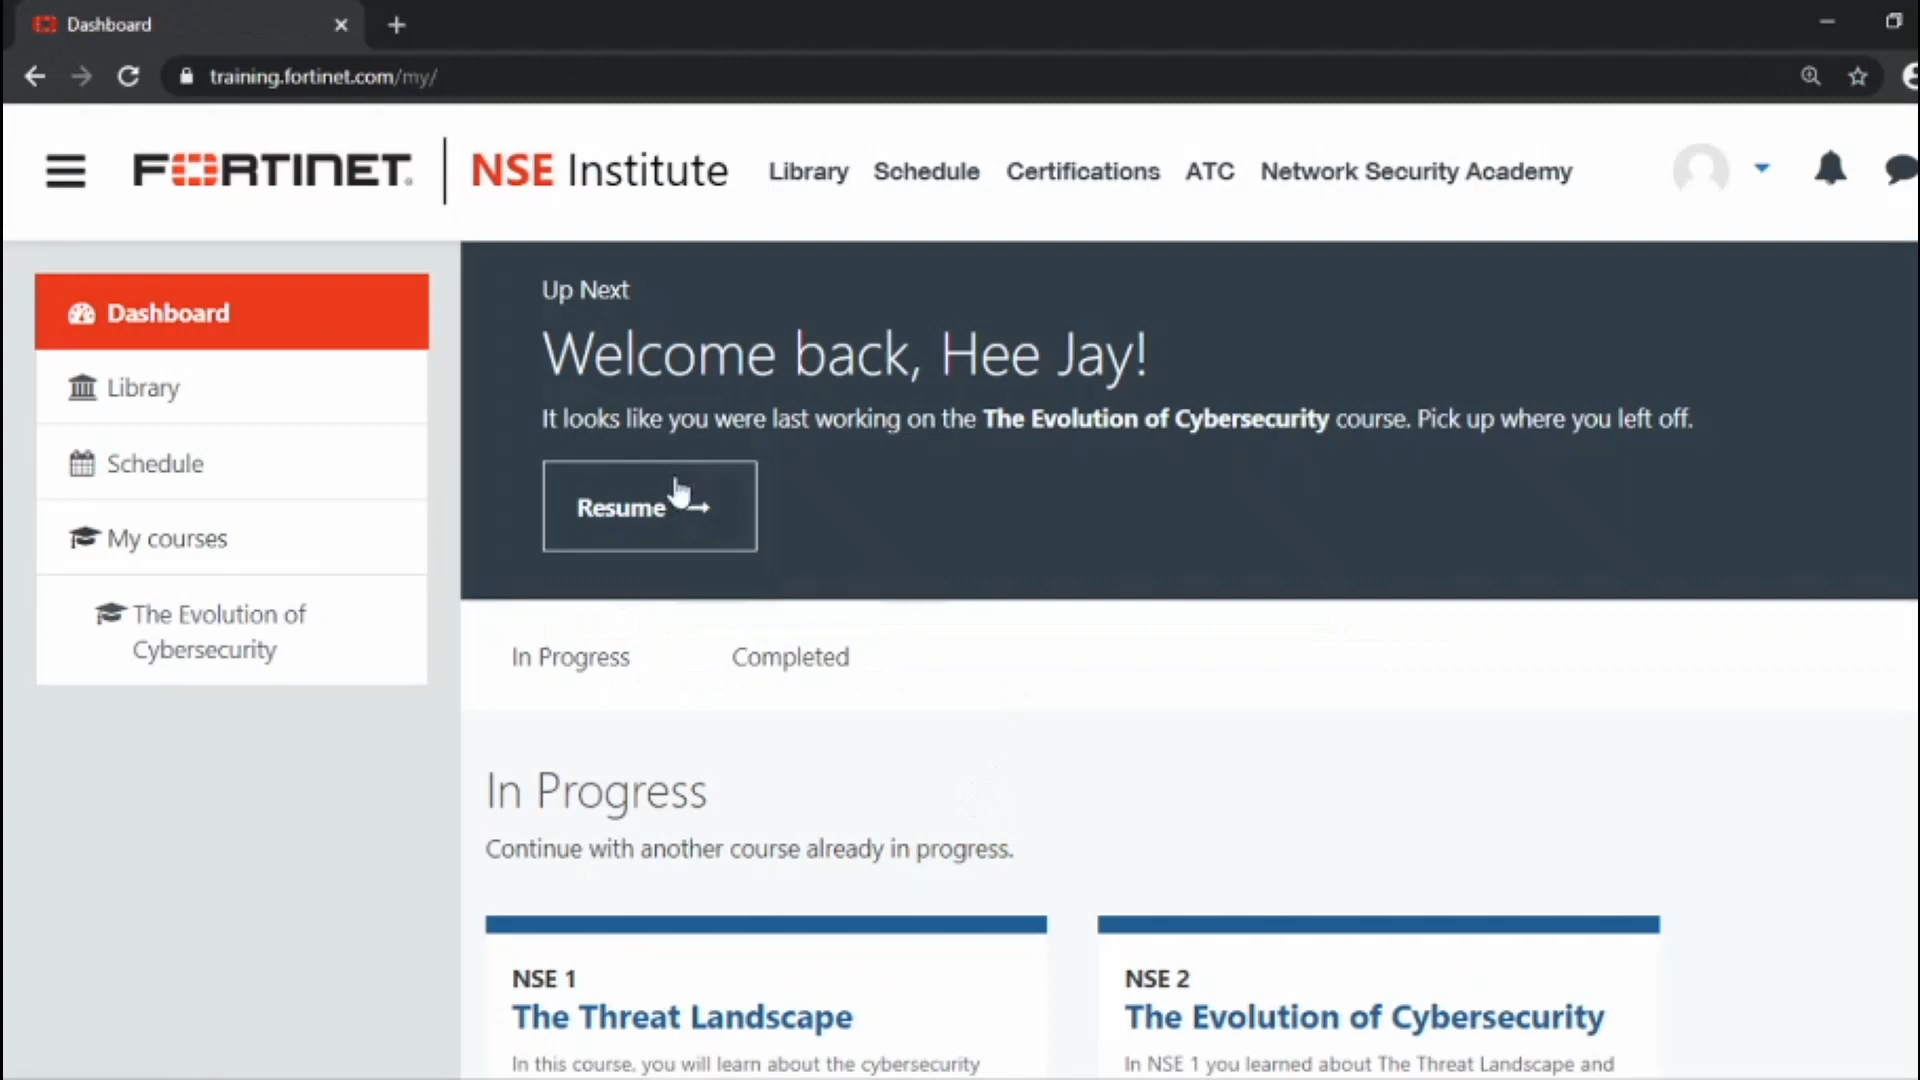 Dashboard
training.fortinet.com/my/
FORTINET NSE Institute Library Schedule Certifications ATC Network Security Academy
Dashboard
Library
Schedule
My courses
The Evolution of
Cybersecurity
Up Next
Welcome back, Hee Jay!
It looks like you were last working on the The Evolution of Cybersecurity course. Pick up where you left off.
Resume
In Progress Completed
In Progress
Continue with another course already in progress.
NSE 1
The Threat Landscape
In this course, you will learn about the cybersecurity
NSE 2
The Evolution of Cybersecurity
In NSE 1 you learned about The Threat Landscape and